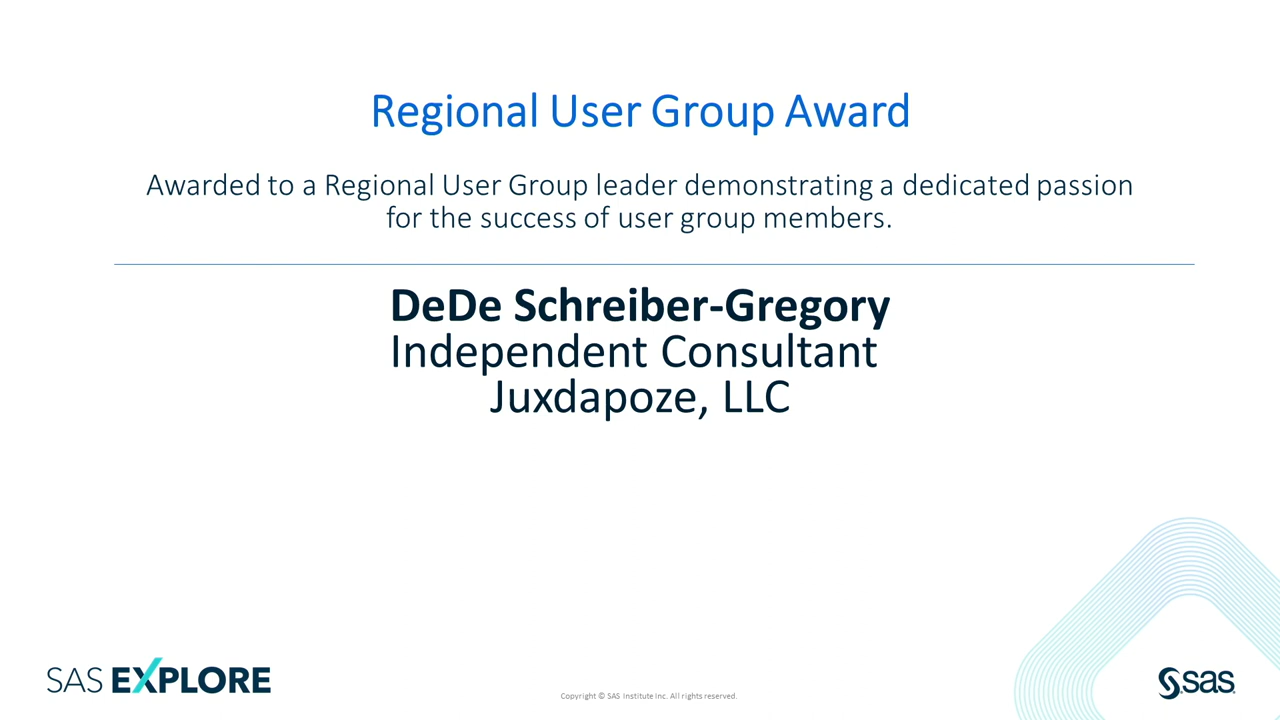 Regional User Group Award
Awarded to a Regional User Group leader demonstrating a dedicated passion
for the success of user group members.
DeDe Schreiber-Gregory
Independent Consultant
Juxdapoze, LLC
SAS EXPLORE
Copyright © SAS Institute Inc. All rights reserved.
sas